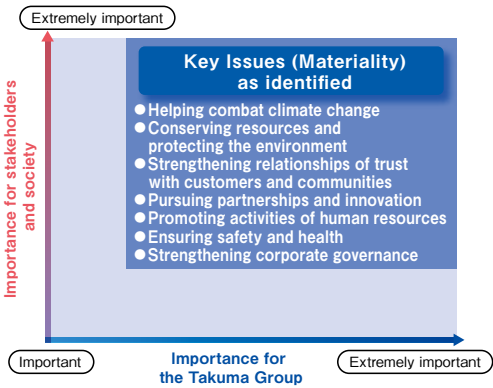 Extremely important
Key Issues (Materiality)
as identified
●Helping combat climate change
●Conserving resources and
protecting the environment
●Strengthening relationships of trust
with customers and communities
●Pursuing partnerships and innovation
●Promoting activities of human resources
●Ensuring safety and health
●Strengthening corporate governance
Importance for stakeholders
and society
Important
Importance for
the Takuma Group
Extremely important